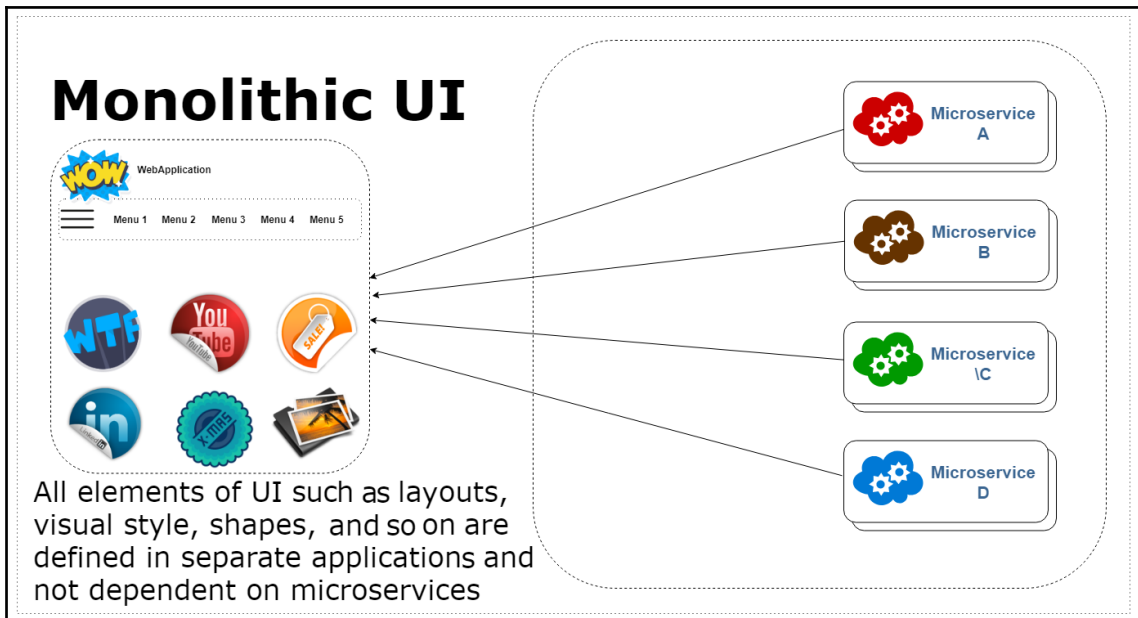 Monolithic UI
WOW
WebApplication
Menu 1 Menu 2 Menu 3 Menu 4 Menu 5
WTF
You
Tube
YouTube
SALE!
in
LinkedIn
X-MAS
All elements of UI such as layouts,
visual style, shapes, and so on are
defined in separate applications and
not dependent on microservices
Microservice
A
Microservice
B
Microservice
\C
Microservice
D